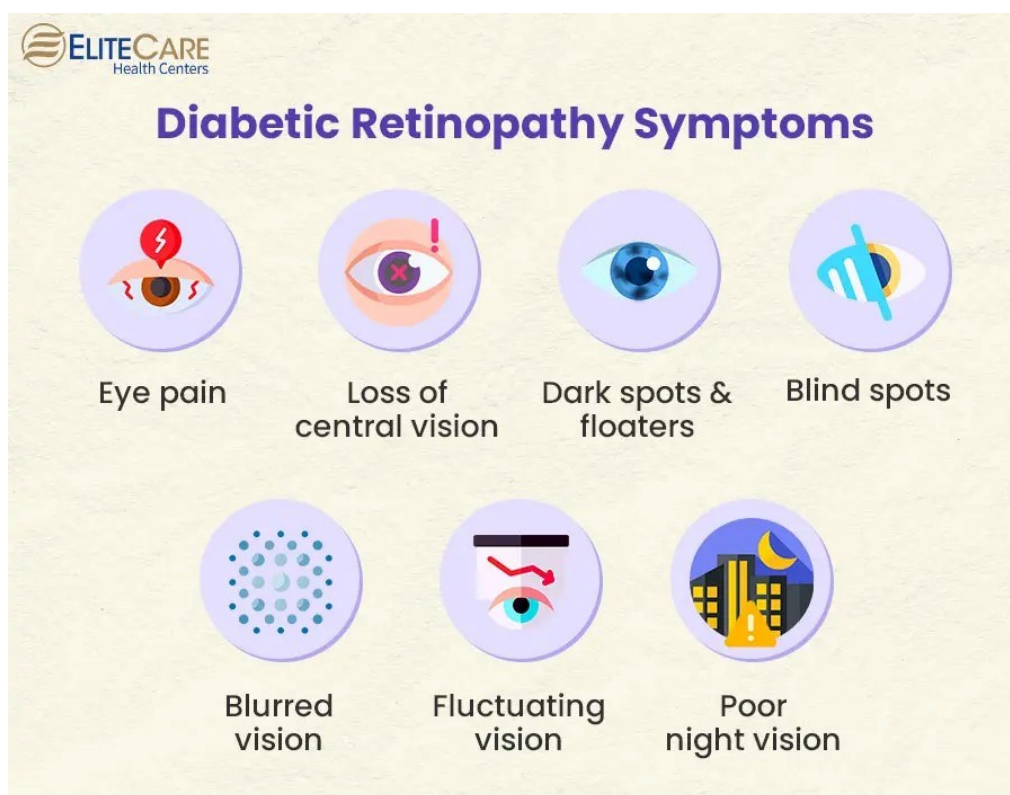 ELITECARE
Health Centers
Diabetic Retinopathy Symptoms
Eye pain
Loss of
central vision
Dark spots &
floaters
Blind spots
Blurred
vision
Fluctuating
vision
Poor
night vision